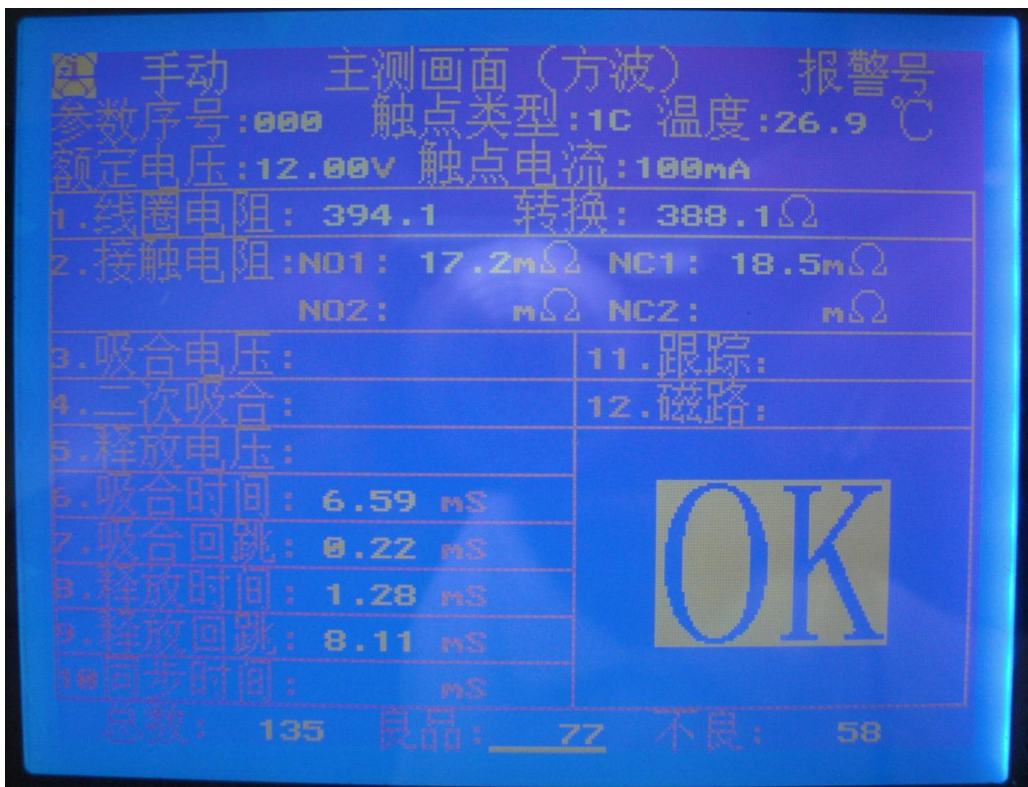 手动 主测画面（方波） 报警号
参数序号:000 触点类型:1C 温度:26.9 ℃
额定电压:12.00V 触点电流:100mA
1.线圈电阻: 394.1 转换: 388.1Ω
2.接触电阻:NO1: 17.2mΩ NC1: 18.5mΩ
NO2: mΩ NC2: mΩ
3.吸合电压: 11.跟踪:
4.二次吸合: 12.磁路:
5.释放电压:
6.吸合时间: 6.59 mS
7.吸合回跳: 0.22 mS
8.释放时间: 1.28 mS
9.释放回跳: 8.11 mS
10同步时间: mS
OK
总数: 135 良品: 77 不良: 58